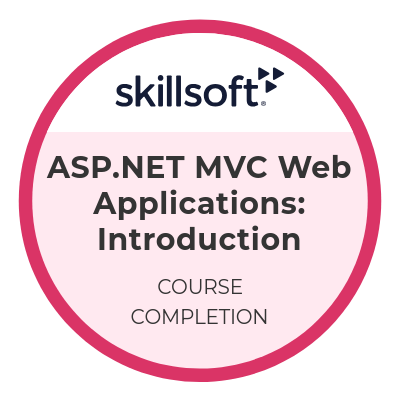 skillsoft®
ASP.NET MVC Web
Applications:
Introduction
COURSE
COMPLETION